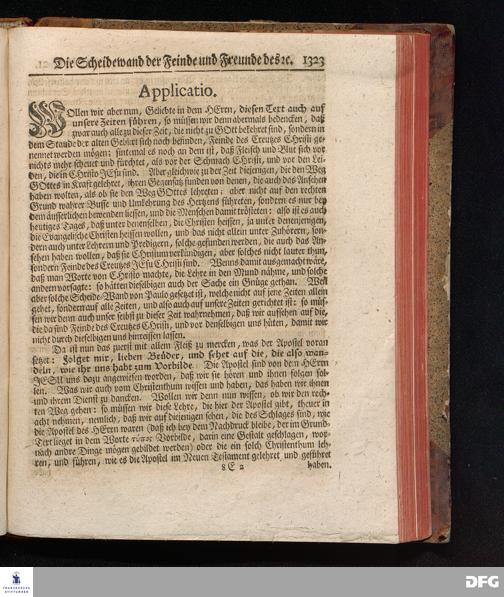 Die Scheidewand der Feinde und Freunde des ꝛc. 1323
Applicatio.
WOllen wir aber nun, Geliebte in dem HErrn, diesen Text auch auf
unsere Zeiten führen, so müssen wir denn abermals bedencken, daß
zwar auch alle zu dieser Zeit, die nicht zu GOtt bekehret sind, sondern in
dem Stande der alten Geburt sich noch befinden, Feinde des Creutzes Christi ge-
nennet werden mögen; sintemal es noch an dem ist, daß Fleisch und Blut sich vor
nichts mehr scheuet und fürchtet, als vor der Schmach Christi, und vor den Lei-
den, die in Christo JEsu sind. Aber gleichwie zu der Zeit diejenigen, die den Weg
GOttes in Krafft gelehret, ihren Gegensatz funden von denen, die auch das Ansehen
haben wolten, als ob sie den Weg GOttes lehreten; aber nicht auf den rechten
Grund wahrer Busse und Umkehrung des Hertzens führeten, sondern es nur bey
dem äusserlichen bewenden liessen, und die Menschen damit trösteten: also ist es auch
heutiges Tages, daß unter denenselben, die Christen heissen, ja unter denenjenigen,
die Evangelische Christen heissen wollen, und das nicht allein unter Zuhörern, son-
dern auch unter Lehrern und Predigern, solche gefunden werden, die auch das An-
sehen haben wollen, daß sie Christum verkündigen, aber solches nicht lauter thun,
sondern Feinde des Creutzes JEsu Christi sind. Wenns damit ausgemacht wäre,
daß man Worte von Christo machte, die Lehre in den Mund nähme, und solche
andern vorsagte: so hätten dieselbigen auch der Sache ein Gnüge gethan. Weil
aber solche Scheide-Wand von Paulo gesetzet ist, welche nicht auf jene Zeiten allein
gehet, sondern auf alle Zeiten, und also auch auf unsere Zeiten gerichtet ist: so müs-
sen wir denn auch unser selbst zu dieser Zeit wahrnehmen, daß wir aufsehen auf die,
die da sind Feinde des Creutzes Christi, und vor denselbigen uns hüten, damit wir
nicht durch dieselbigen uns hinreissen lassen.
Da ist nun das zuerst mit allem Fleiß zu mercken, was der Apostel voran
setzet: Folget mir, lieben Brüder, und sehet auf die, die also wan-
deln, wie ihr uns habt zum Vorbilde. Die Apostel sind von dem HErrn
JESU uns dazu angewiesen worden, daß wir sie hören und ihnen folgen sol-
len. Was wir auch vom Christenthum wissen und haben, das haben wir ihnen
und ihrem Dienst zu dancken. Wollen wir denn nun wissen, ob wir den rech-
ten Weg gehen: so müssen wir diese Lehre, die hier der Apostel gibt, theuer in
acht nehmen, nemlich, daß wir auf diejenigen sehen, die des Schlages sind, wie
die Apostel des HErrn waren (daß ich bey dem Nachdruck bleibe, der im Grund-
Text lieget in dem Worte τύπος Vorbilde, darin eine Gestalt geschlagen, wor-
nach andre Dinge mögen gebildet werden) oder die ein solch Christenthum leh-
ren, und führen, wie es die Apostel im Neuen Testament gelehret und geführet
8 E 2 haben.
FRANCKESCHE
STIFTUNGEN
DFG